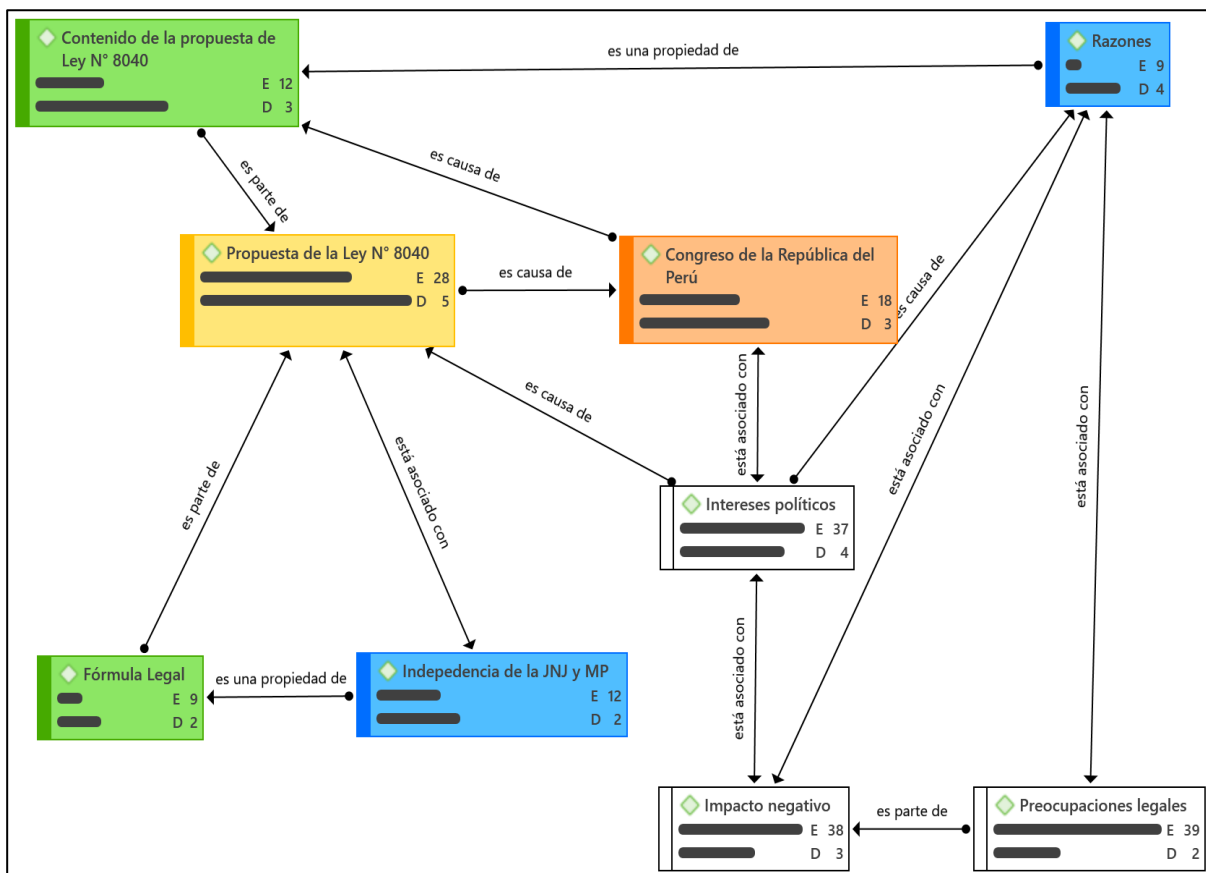 Contenido de la propuesta de
Ley N° 8040
E 12
D 3
es una propiedad de
Razones
E 9
D 4
es parte de
es causa de
Propuesta de la Ley N° 8040
E 28
D 5
es causa de
Congreso de la República del
Perú
E 18
D 3
es causa de
es causa de
está asociado con
está asociado con
está asociado con
es parte de
está asociado con
Intereses políticos
E 37
D 4
Fórmula Legal
E 9
D 2
es una propiedad de
Indepedencia de la JNJ y MP
E 12
D 2
está asociado con
Impacto negativo
E 38
D 3
es parte de
Preocupaciones legales
E 39
D 2